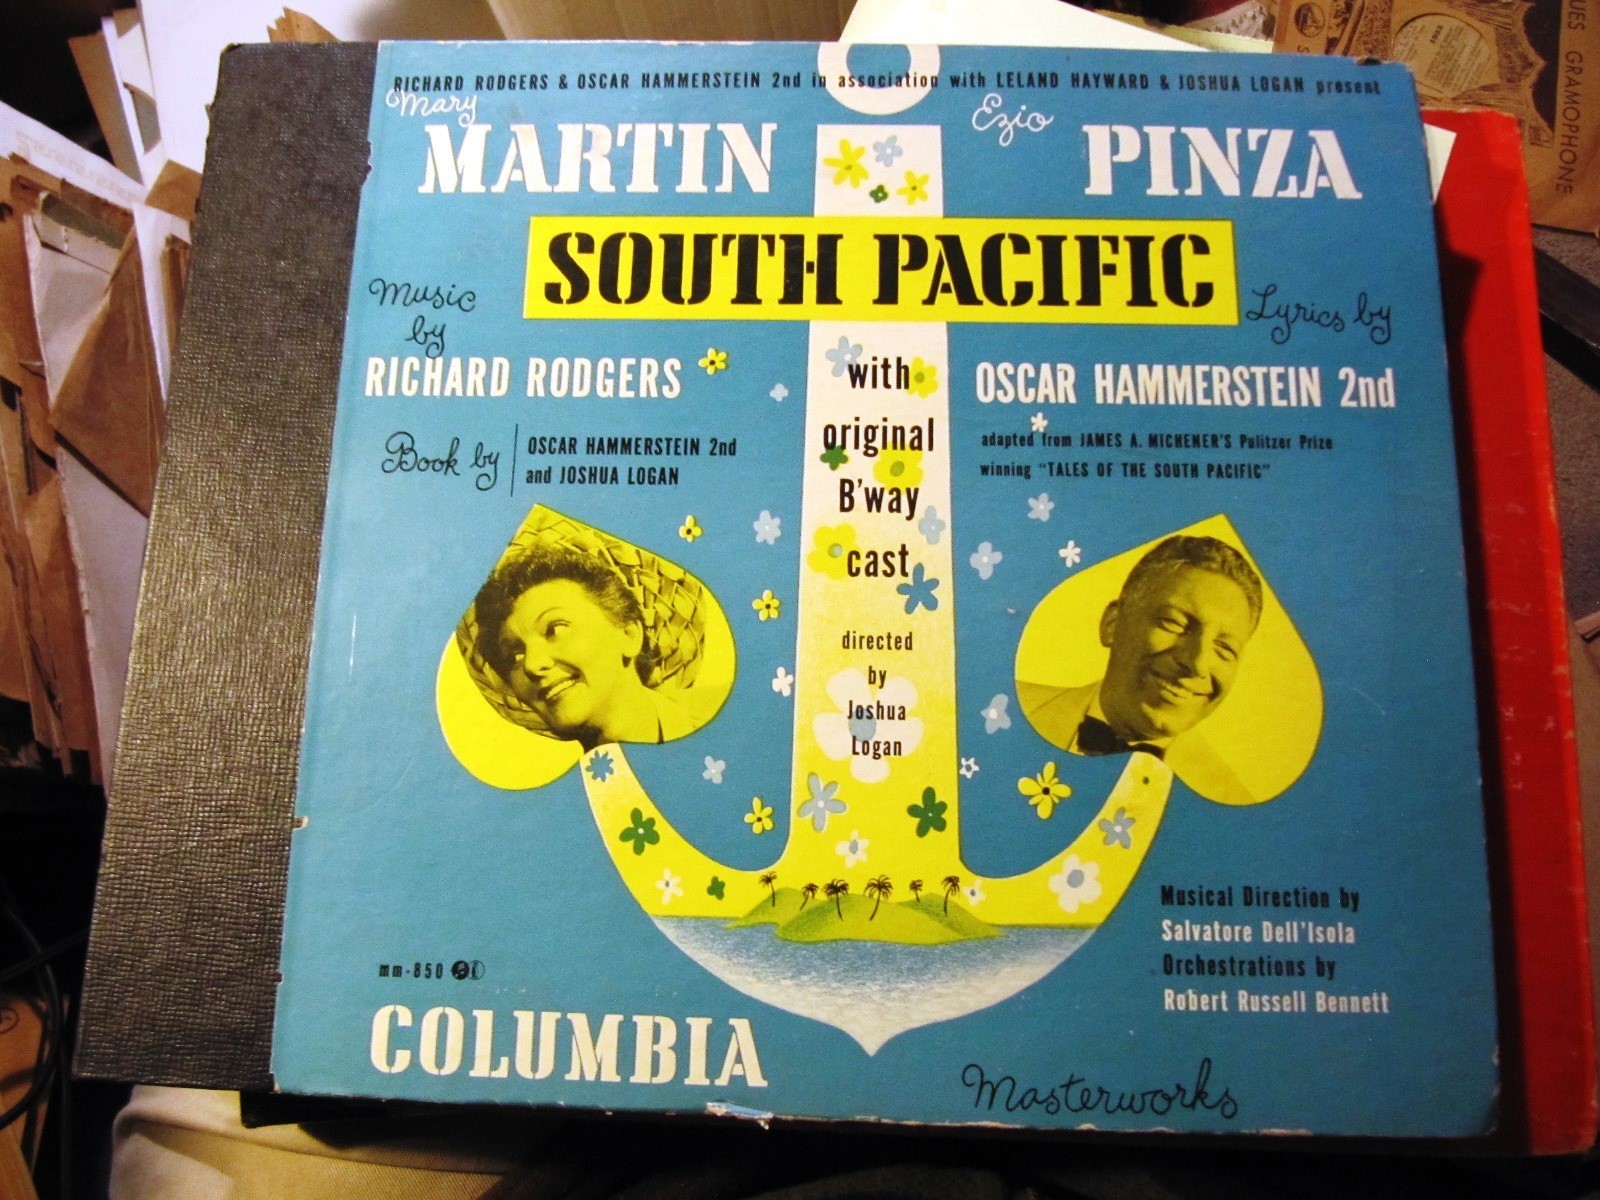 RICHARD RODGERS & OSCAR HAMMERSTEIN 2nd in association with LELAND HAYWARD & JOSHUA LOGAN present
Mary
MARTIN
Ezio
PINZA
SOUTH PACIFIC
Music
by
RICHARD RODGERS
Lyrics by
OSCAR HAMMERSTEIN 2nd
Book by
OSCAR HAMMERSTEIN 2nd
and JOSHUA LOGAN
adapted from JAMES A. MICHENER'S Pulitzer Prize
winning "TALES OF THE SOUTH PACIFIC"
with
original
B'way
cast
directed
by
Joshua
Logan
Musical Direction by
Salvatore Dell'Isola
Orchestrations by
Robert Russell Bennett
mm-850
COLUMBIA
Masterworks
UES GRAMOPHONE